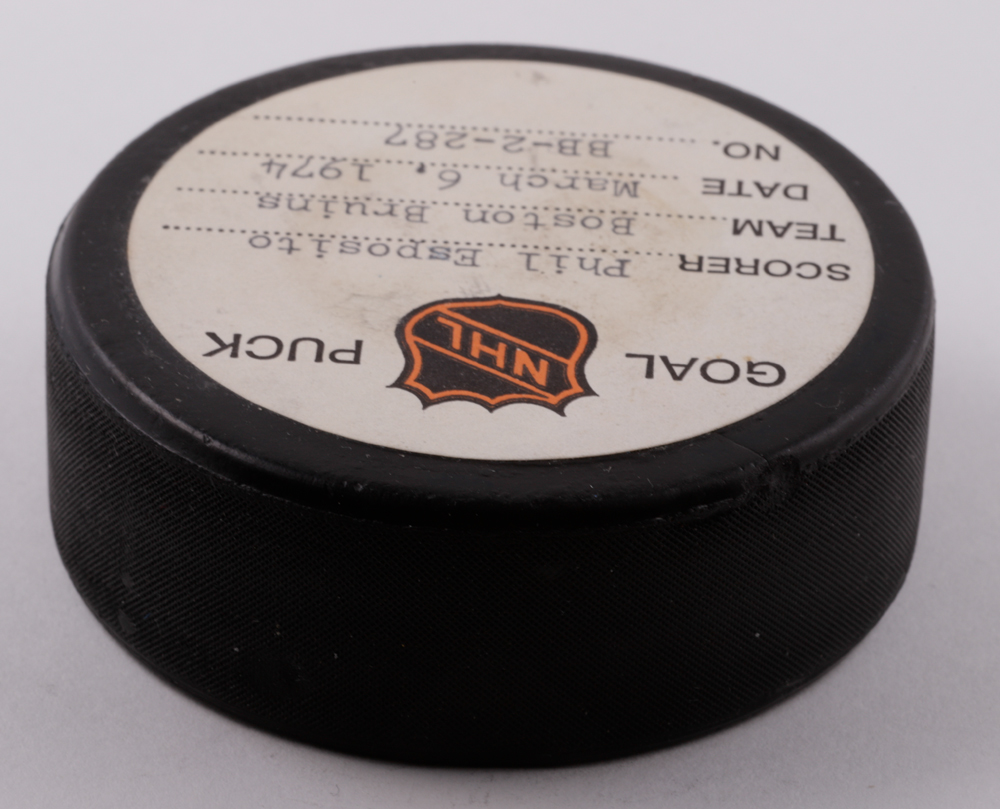 GOAL NHL PUCK
SCORER Phil Esposito
TEAM Boston Bruins
DATE March 6, 1974
NO. BB-2-287